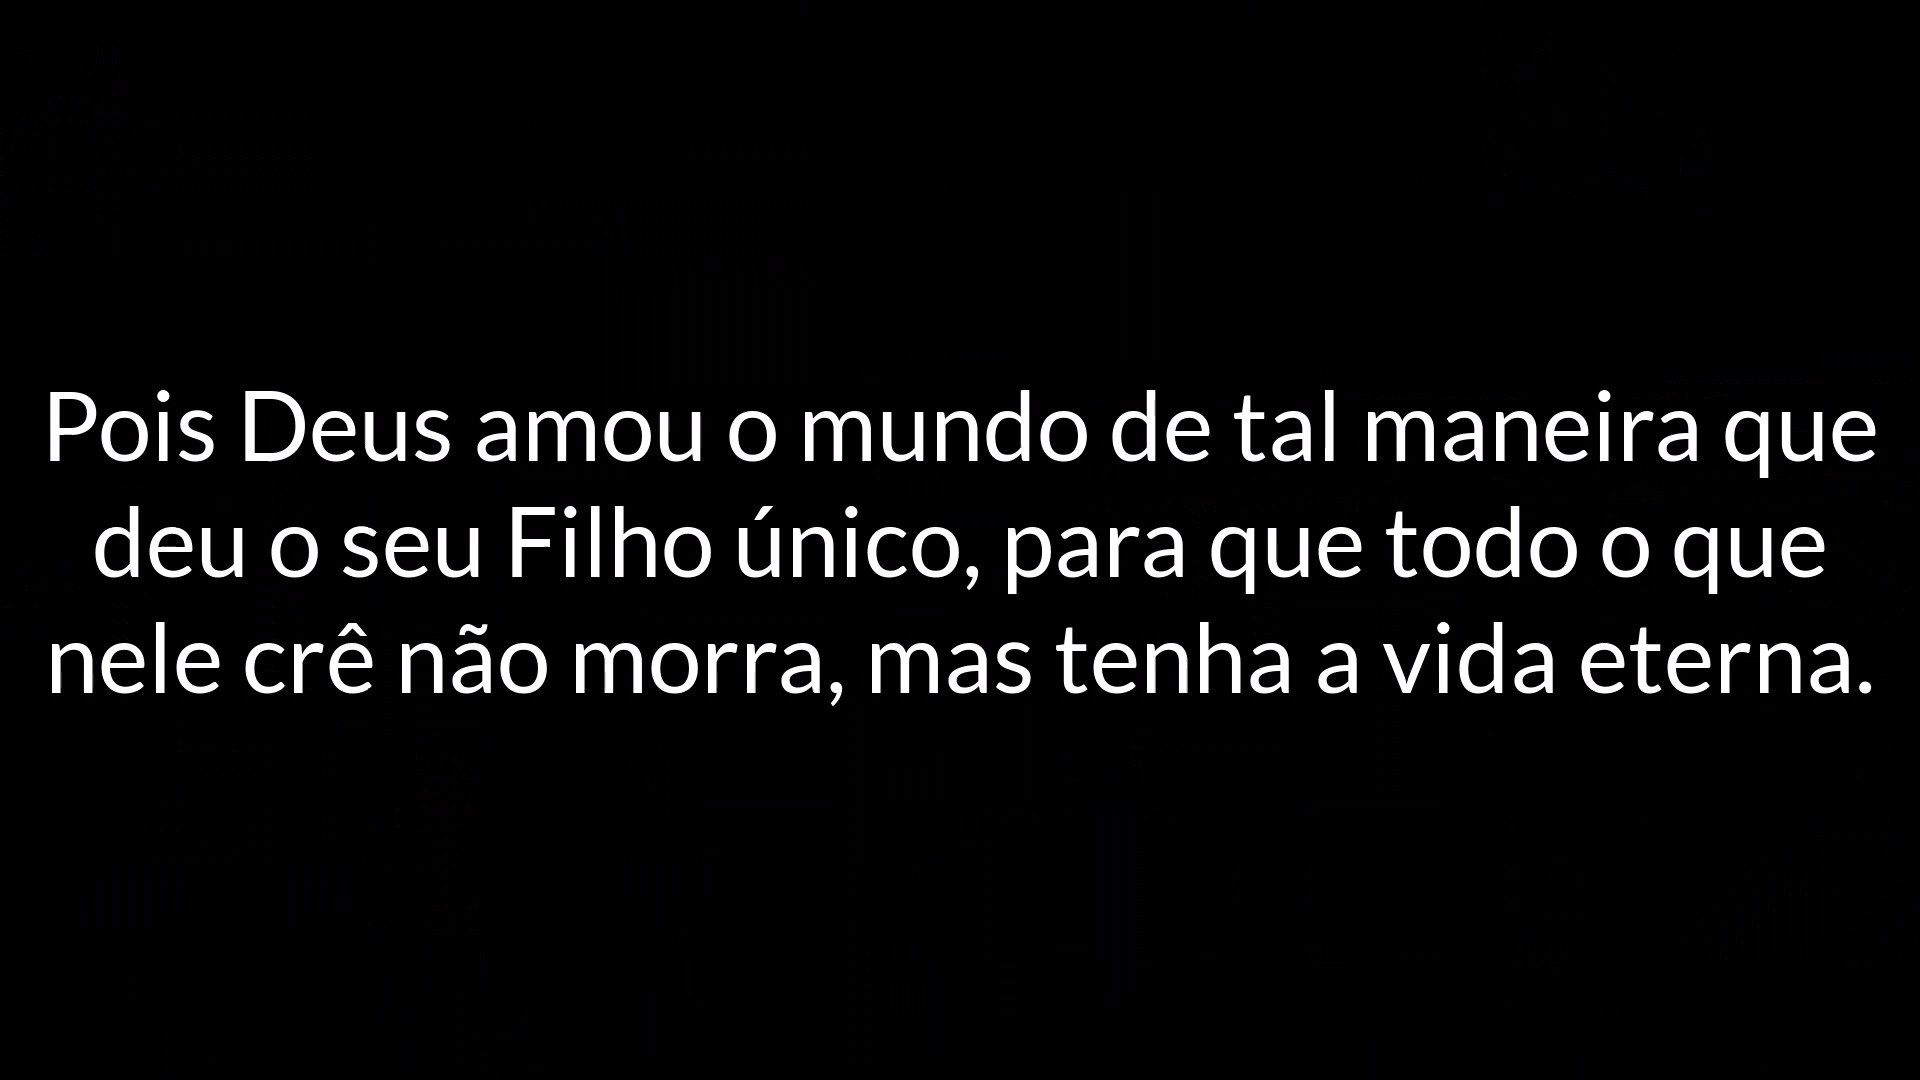 Pois Deus amou o mundo de tal maneira que
deu o seu Filho único, para que todo o que
nele crê não morra, mas tenha a vida eterna.